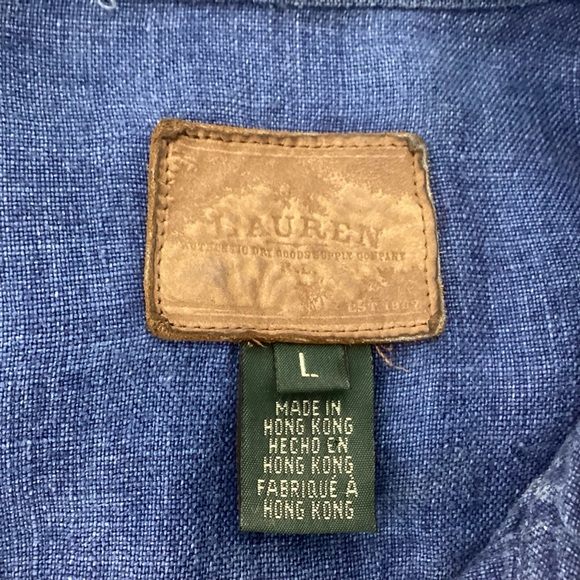 LAUREN
AUTHENTIC DRY GOODS SUPPLY COMPANY
EST 1967
L
MADE IN
HONG KONG
HECHO EN
HONG KONG
FABRIQUÉ À
HONG KONG